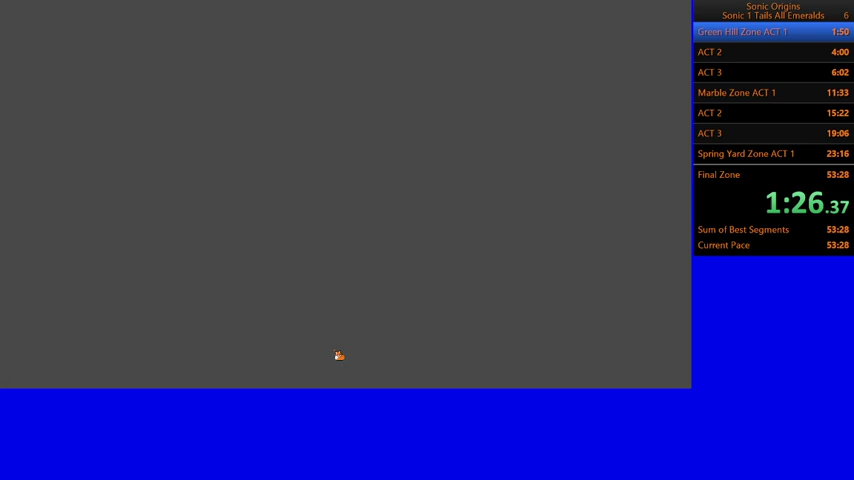 Sonic Origins
Sonic 1 Tails All Emeralds 6
Green Hill Zone ACT 1 1:50
ACT 2 4:00
ACT 3 6:02
Marble Zone ACT 1 11:33
ACT 2 15:22
ACT 3 19:06
Spring Yard Zone ACT 1 23:16
Final Zone 53:28
1:26.37
Sum of Best Segments 53:28
Current Pace 53:28